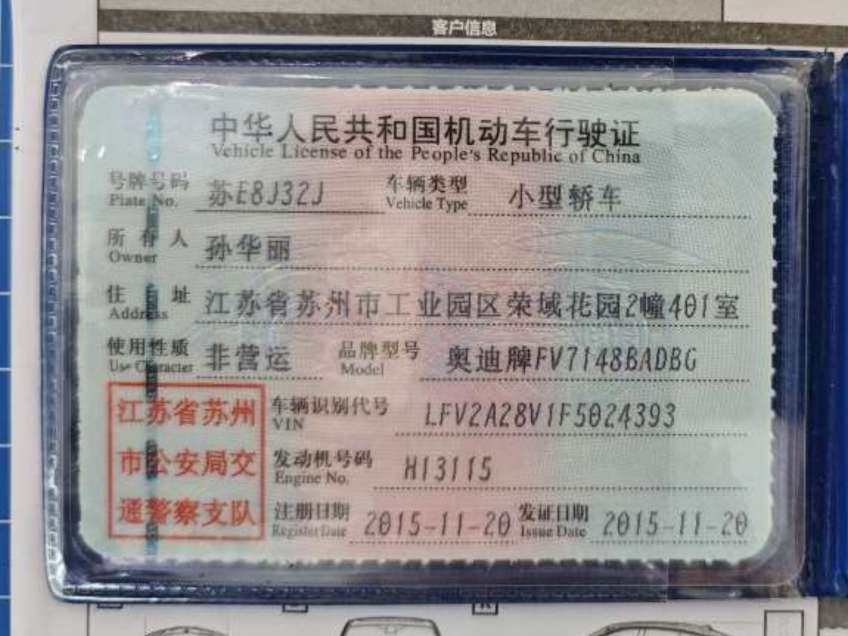 客户信息
中华人民共和国机动车行驶证
Vehicle License of the People's Republic of China
号牌号码 苏E8J32J 车辆类型 小型轿车
Plate No. Vehicle Type
所有人 孙华丽
Owner
住址 江苏省苏州市工业园区荣域花园2幢401室
Address
使用性质 非营运 品牌型号 奥迪牌FV7148BADBG
Use Character Model
江苏省苏州 车辆识别代号 LFV2A28V1F5024393
VIN
市公安局交 发动机号码 H13115
Engine No.
通警察支队 注册日期 2015-11-20 发证日期 2015-11-20
Register Date Issue Date